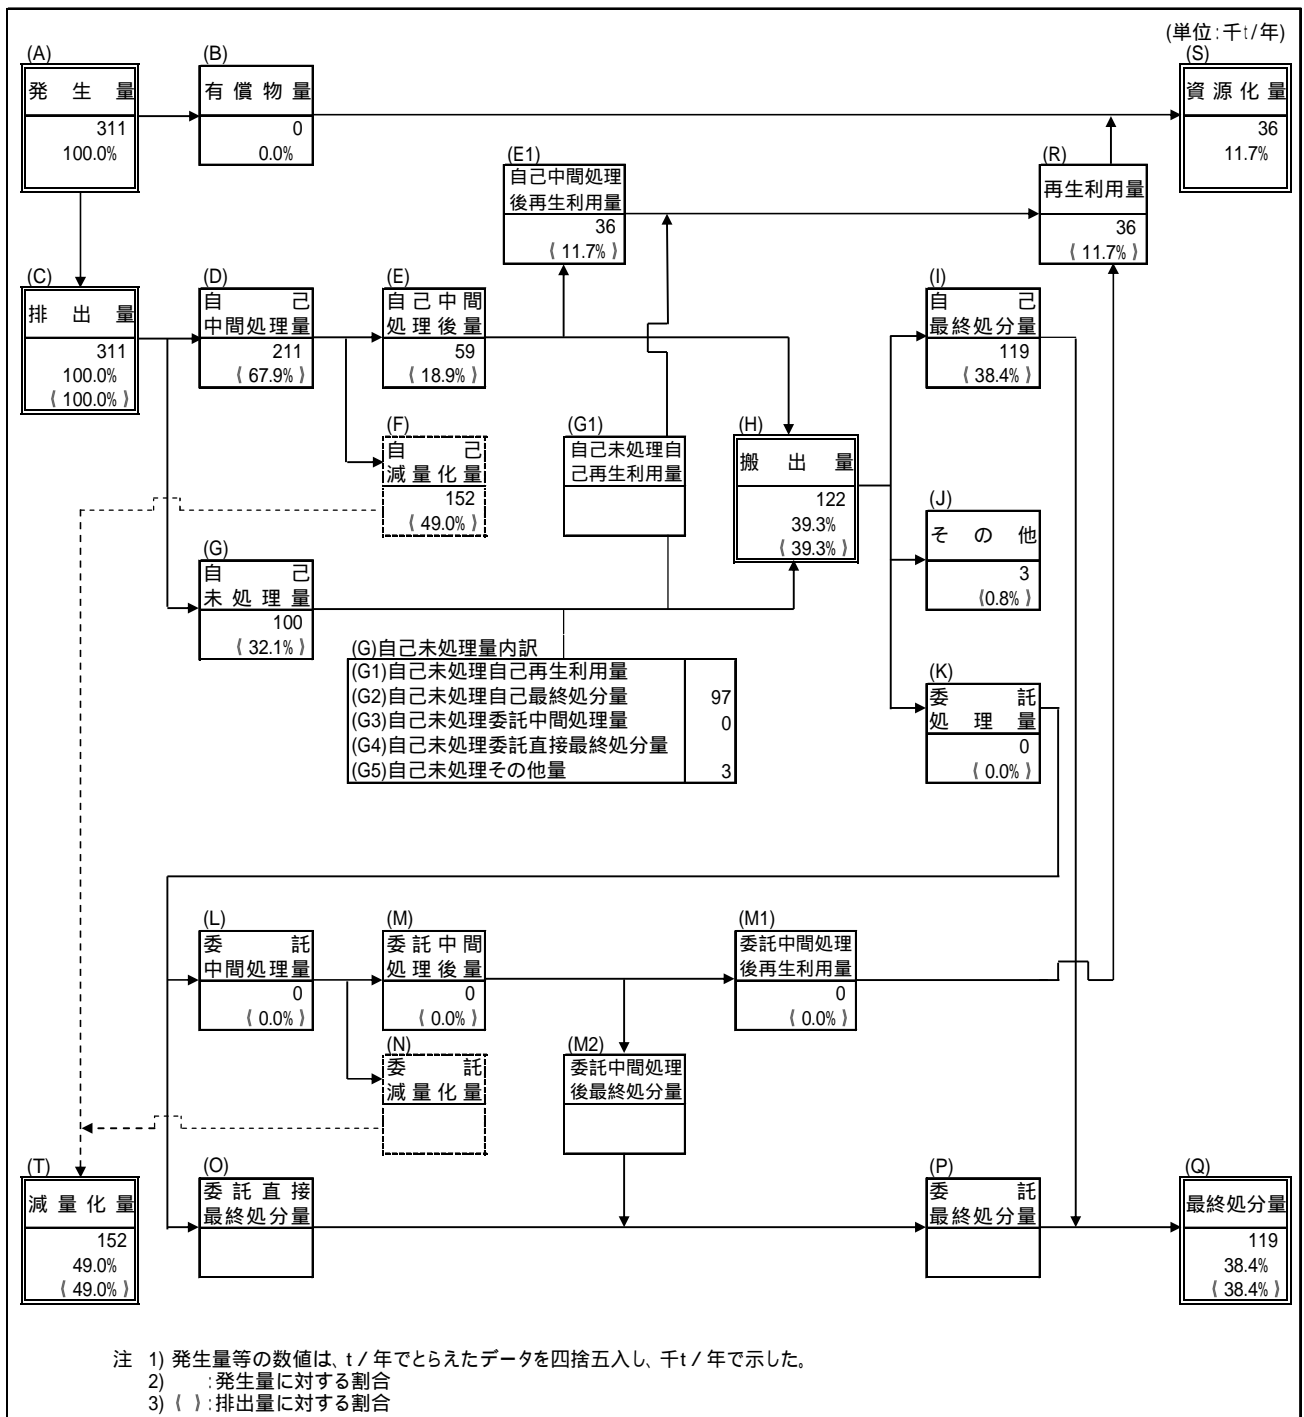 (単位:千t/年)
(A)
発生量
311
100.0%
(B)
有償物量
0
0.0%
(S)
資源化量
36
11.7%
(E1)
自己中間処理
後再生利用量
36
⟪ 11.7% ⟫
(R)
再生利用量
36
⟪ 11.7% ⟫
(C)
排出量
311
100.0%
⟪ 100.0% ⟫
(D)
自己
中間処理量
211
⟪ 67.9% ⟫
(E)
自己中間
処理後量
59
⟪ 18.9% ⟫
(I)
自己
最終処分量
119
⟪ 38.4% ⟫
(F)
自己
減量化量
152
⟪ 49.0% ⟫
(G1)
自己未処理自
己再生利用量
(H)
搬出量
122
39.3%
⟪ 39.3% ⟫
(J)
その他
3
⟪0.8% ⟫
(G)
自己
未処理量
100
⟪ 32.1% ⟫
(G)自己未処理量内訳
(G1)自己未処理自己再生利用量
(G2)自己未処理自己最終処分量 97
(G3)自己未処理委託中間処理量 0
(G4)自己未処理委託直接最終処分量
(G5)自己未処理その他量 3
(K)
委託
処理量
0
⟪ 0.0% ⟫
(L)
委託
中間処理量
0
⟪ 0.0% ⟫
(M)
委託中間
処理後量
0
⟪ 0.0% ⟫
(M1)
委託中間処理
後再生利用量
0
⟪ 0.0% ⟫
(N)
委託
減量化量
(M2)
委託中間処理
後最終処分量
(T)
減量化量
152
49.0%
⟪ 49.0% ⟫
(O)
委託直接
最終処分量
(P)
委託
最終処分量
(Q)
最終処分量
119
38.4%
⟪ 38.4% ⟫
注 1) 発生量等の数値は、t/年でとらえたデータを四捨五入し、千t/年で示した。
2) :発生量に対する割合
3) ⟪ ⟫:排出量に対する割合